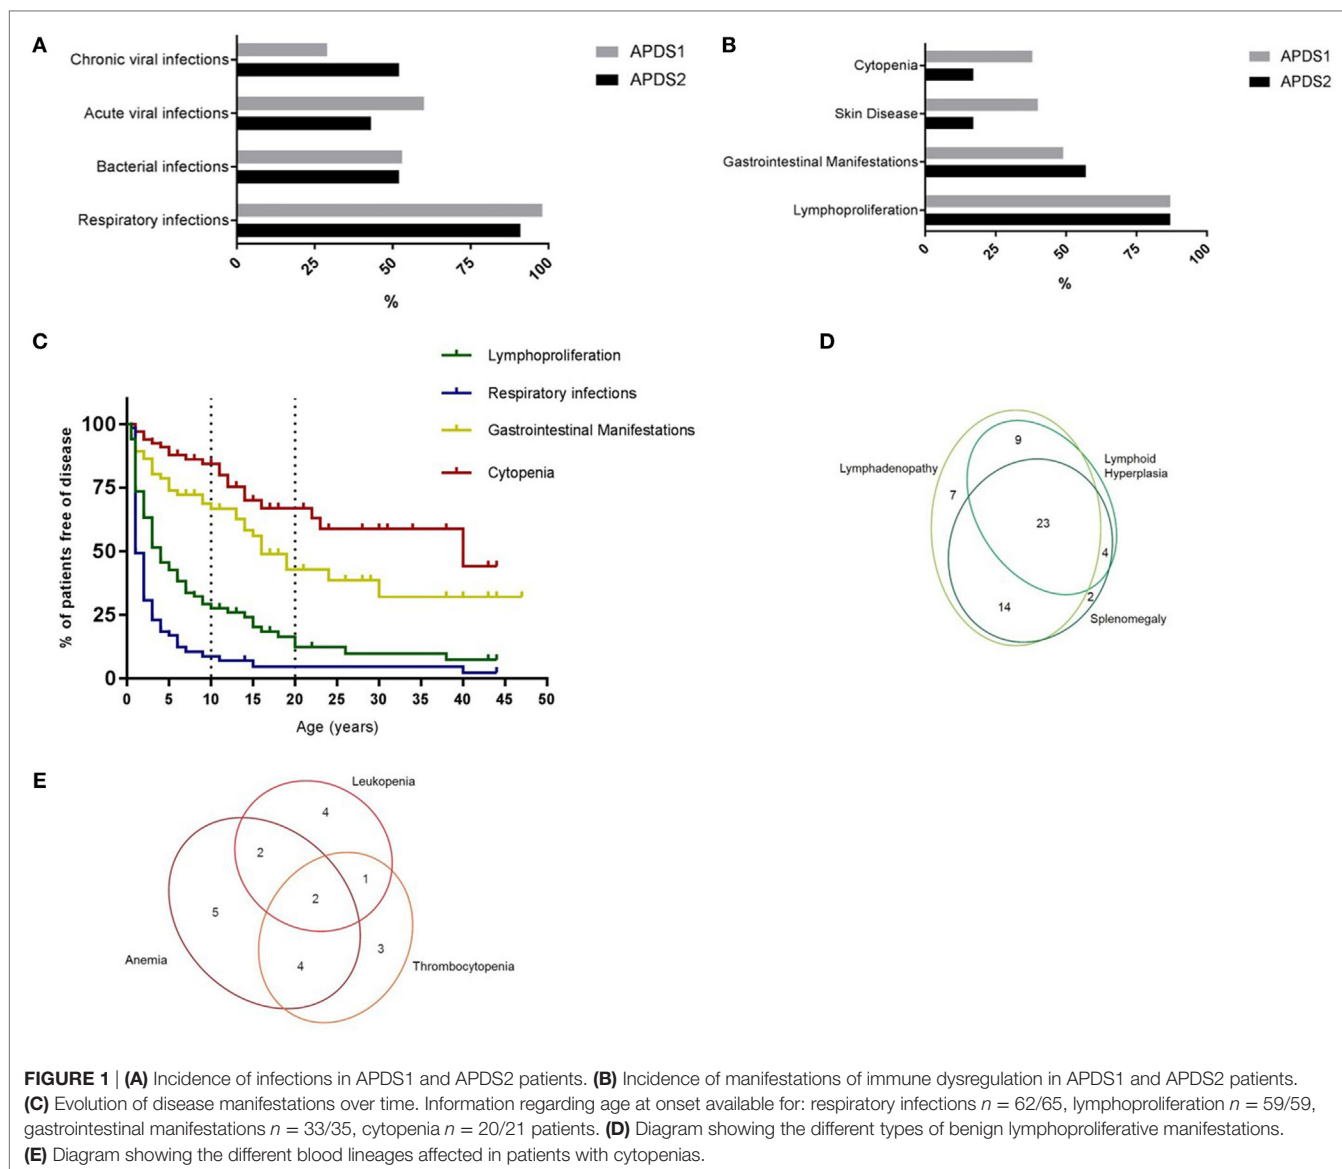 A
Chronic viral infections
Acute viral infections
Bacterial infections
Respiratory infections
0
25
50
75
100
%
APDS1
APDS2
B
Cytopenia
Skin Disease
Gastrointestinal Manifestations
Lymphoproliferation
0
25
50
75
100
%
APDS1
APDS2
C
Lymphoproliferation
Respiratory infections
Gastrointestinal Manifestations
Cytopenia
% of patients free of disease
100
75
50
25
0
0 5 10 15 20 25 30 35 40 45 50
Age (years)
D
Lymphadenopathy
Lymphoid
Hyperplasia
Splenomegaly
9
7
23
4
14
2
E
Leukopenia
4
2
1
2
5
3
4
Anemia
Thrombocytopenia
FIGURE 1 | (A) Incidence of infections in APDS1 and APDS2 patients. (B) Incidence of manifestations of immune dysregulation in APDS1 and APDS2 patients.
(C) Evolution of disease manifestations over time. Information regarding age at onset available for: respiratory infections n = 62/65, lymphoproliferation n = 59/59,
gastrointestinal manifestations n = 33/35, cytopenia n = 20/21 patients. (D) Diagram showing the different types of benign lymphoproliferative manifestations.
(E) Diagram showing the different blood lineages affected in patients with cytopenias.